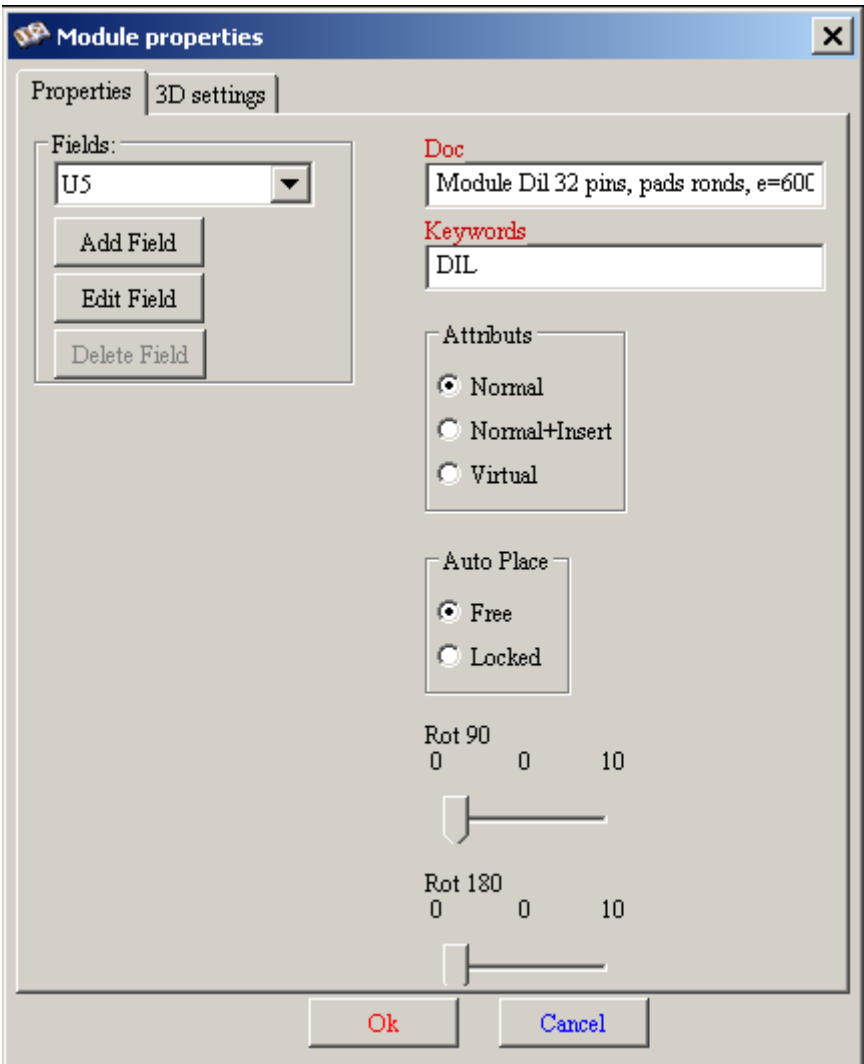 Module properties
Properties
3D settings
Fields:
U5
Add Field
Edit Field
Delete Field
Doc
Module Dil 32 pins, pads ronds, e=600
Keywords
DIL
Attributs
Normal
Normal+Insert
Virtual
Auto Place
Free
Locked
Rot 90
0 0 10
Rot 180
0 0 10
Ok
Cancel